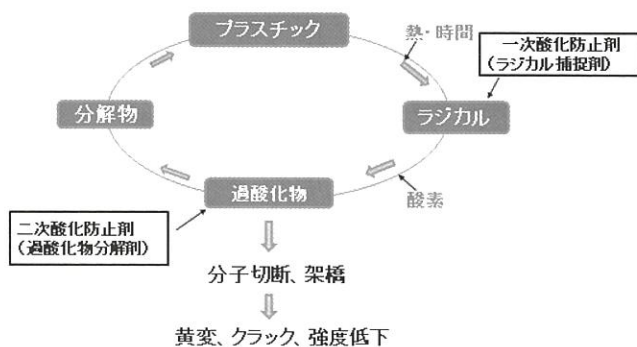 プラスチック
熱・時間
一次酸化防止剤
(ラジカル捕捉剤)
分解物
ラジカル
過酸化物
酸素
二次酸化防止剤
(過酸化物分解剤)
分子切断、架橋
黄変、クラック、強度低下